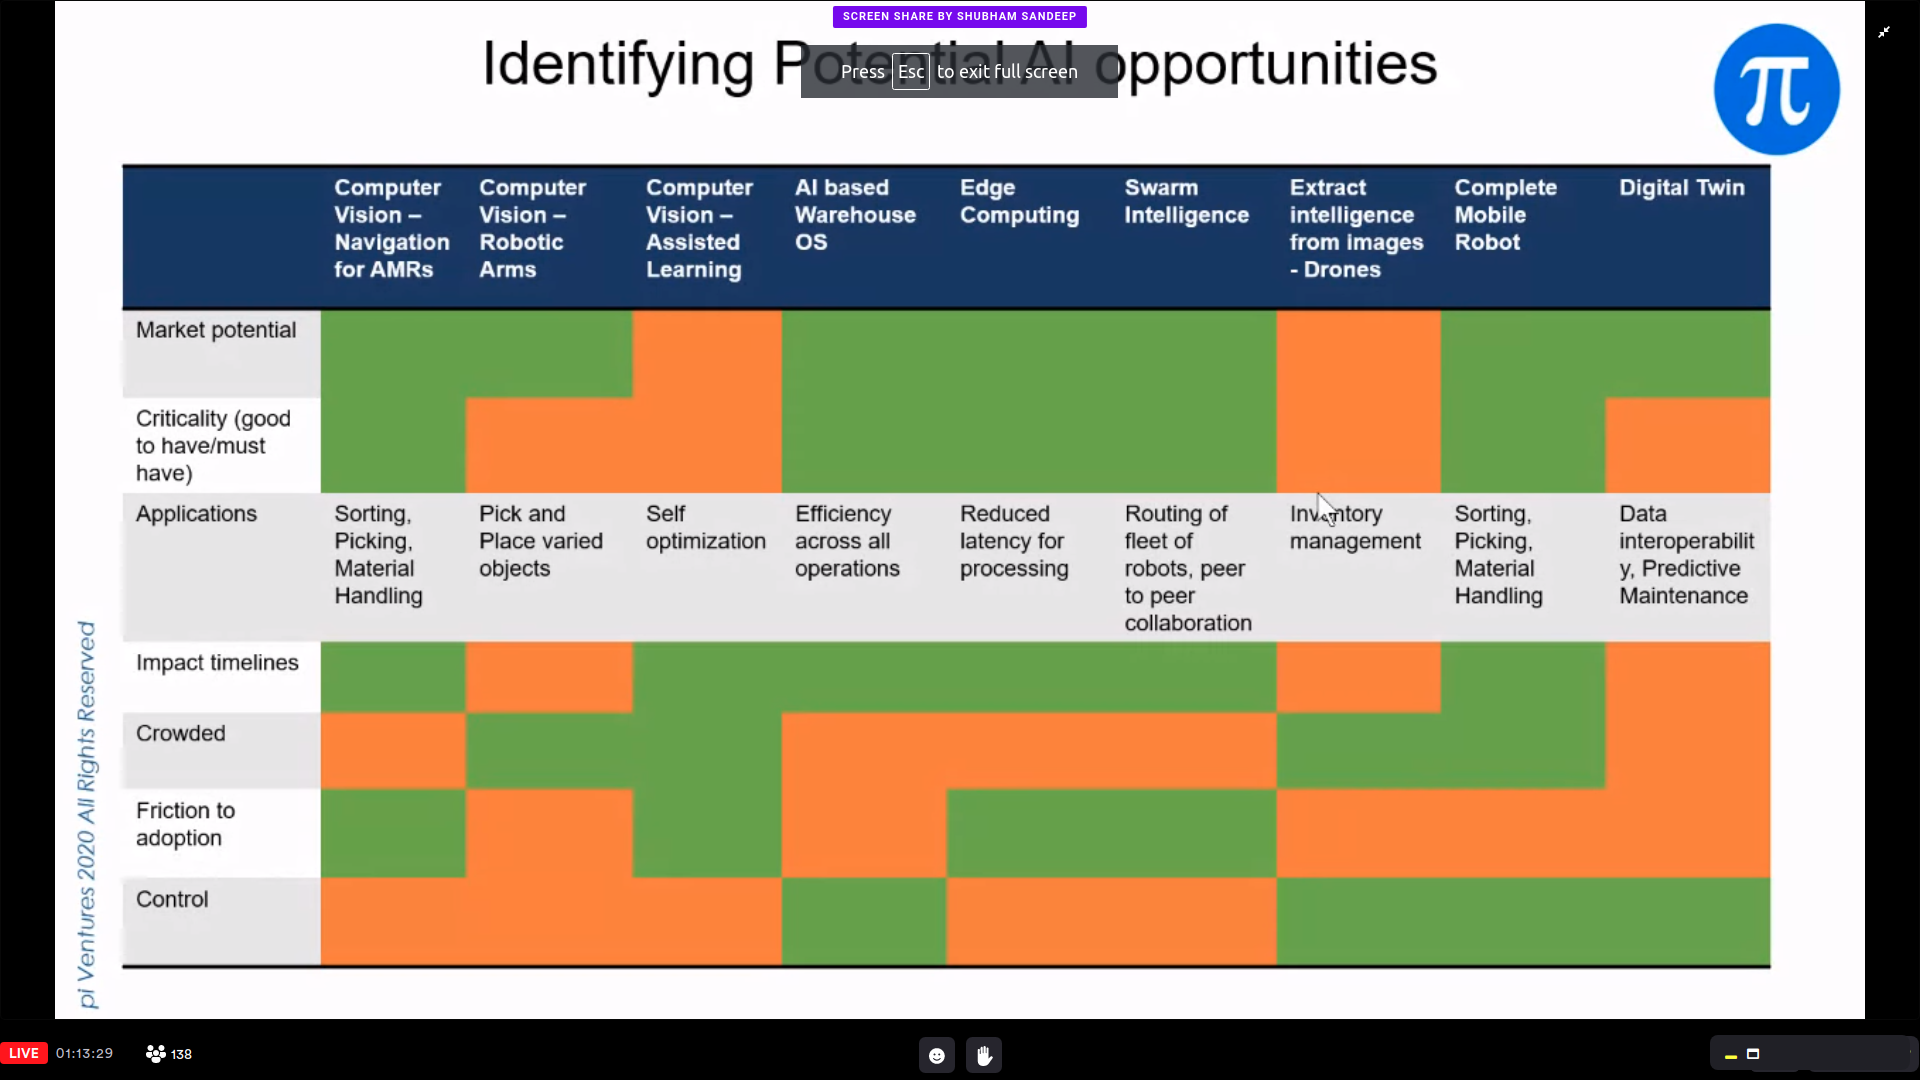 SCREEN SHARE BY SHUBHAM SANDEEP
Identifying Potential AI opportunities
Press Esc to exit full screen
π
Computer
Vision –
Navigation
for AMRs
Computer
Vision –
Robotic
Arms
Computer
Vision –
Assisted
Learning
AI based
Warehouse
OS
Edge
Computing
Swarm
Intelligence
Extract
intelligence
from images
- Drones
Complete
Mobile
Robot
Digital Twin
Market potential
Criticality (good
to have/must
have)
Applications
Sorting,
Picking,
Material
Handling
Pick and
Place varied
objects
Self
optimization
Efficiency
across all
operations
Reduced
latency for
processing
Routing of
fleet of
robots, peer
to peer
collaboration
Inventory
management
Sorting,
Picking,
Material
Handling
Data
interoperabilit
y, Predictive
Maintenance
Impact timelines
Crowded
Friction to
adoption
Control
pi Ventures 2020 All Rights Reserved
LIVE 01:13:29 138